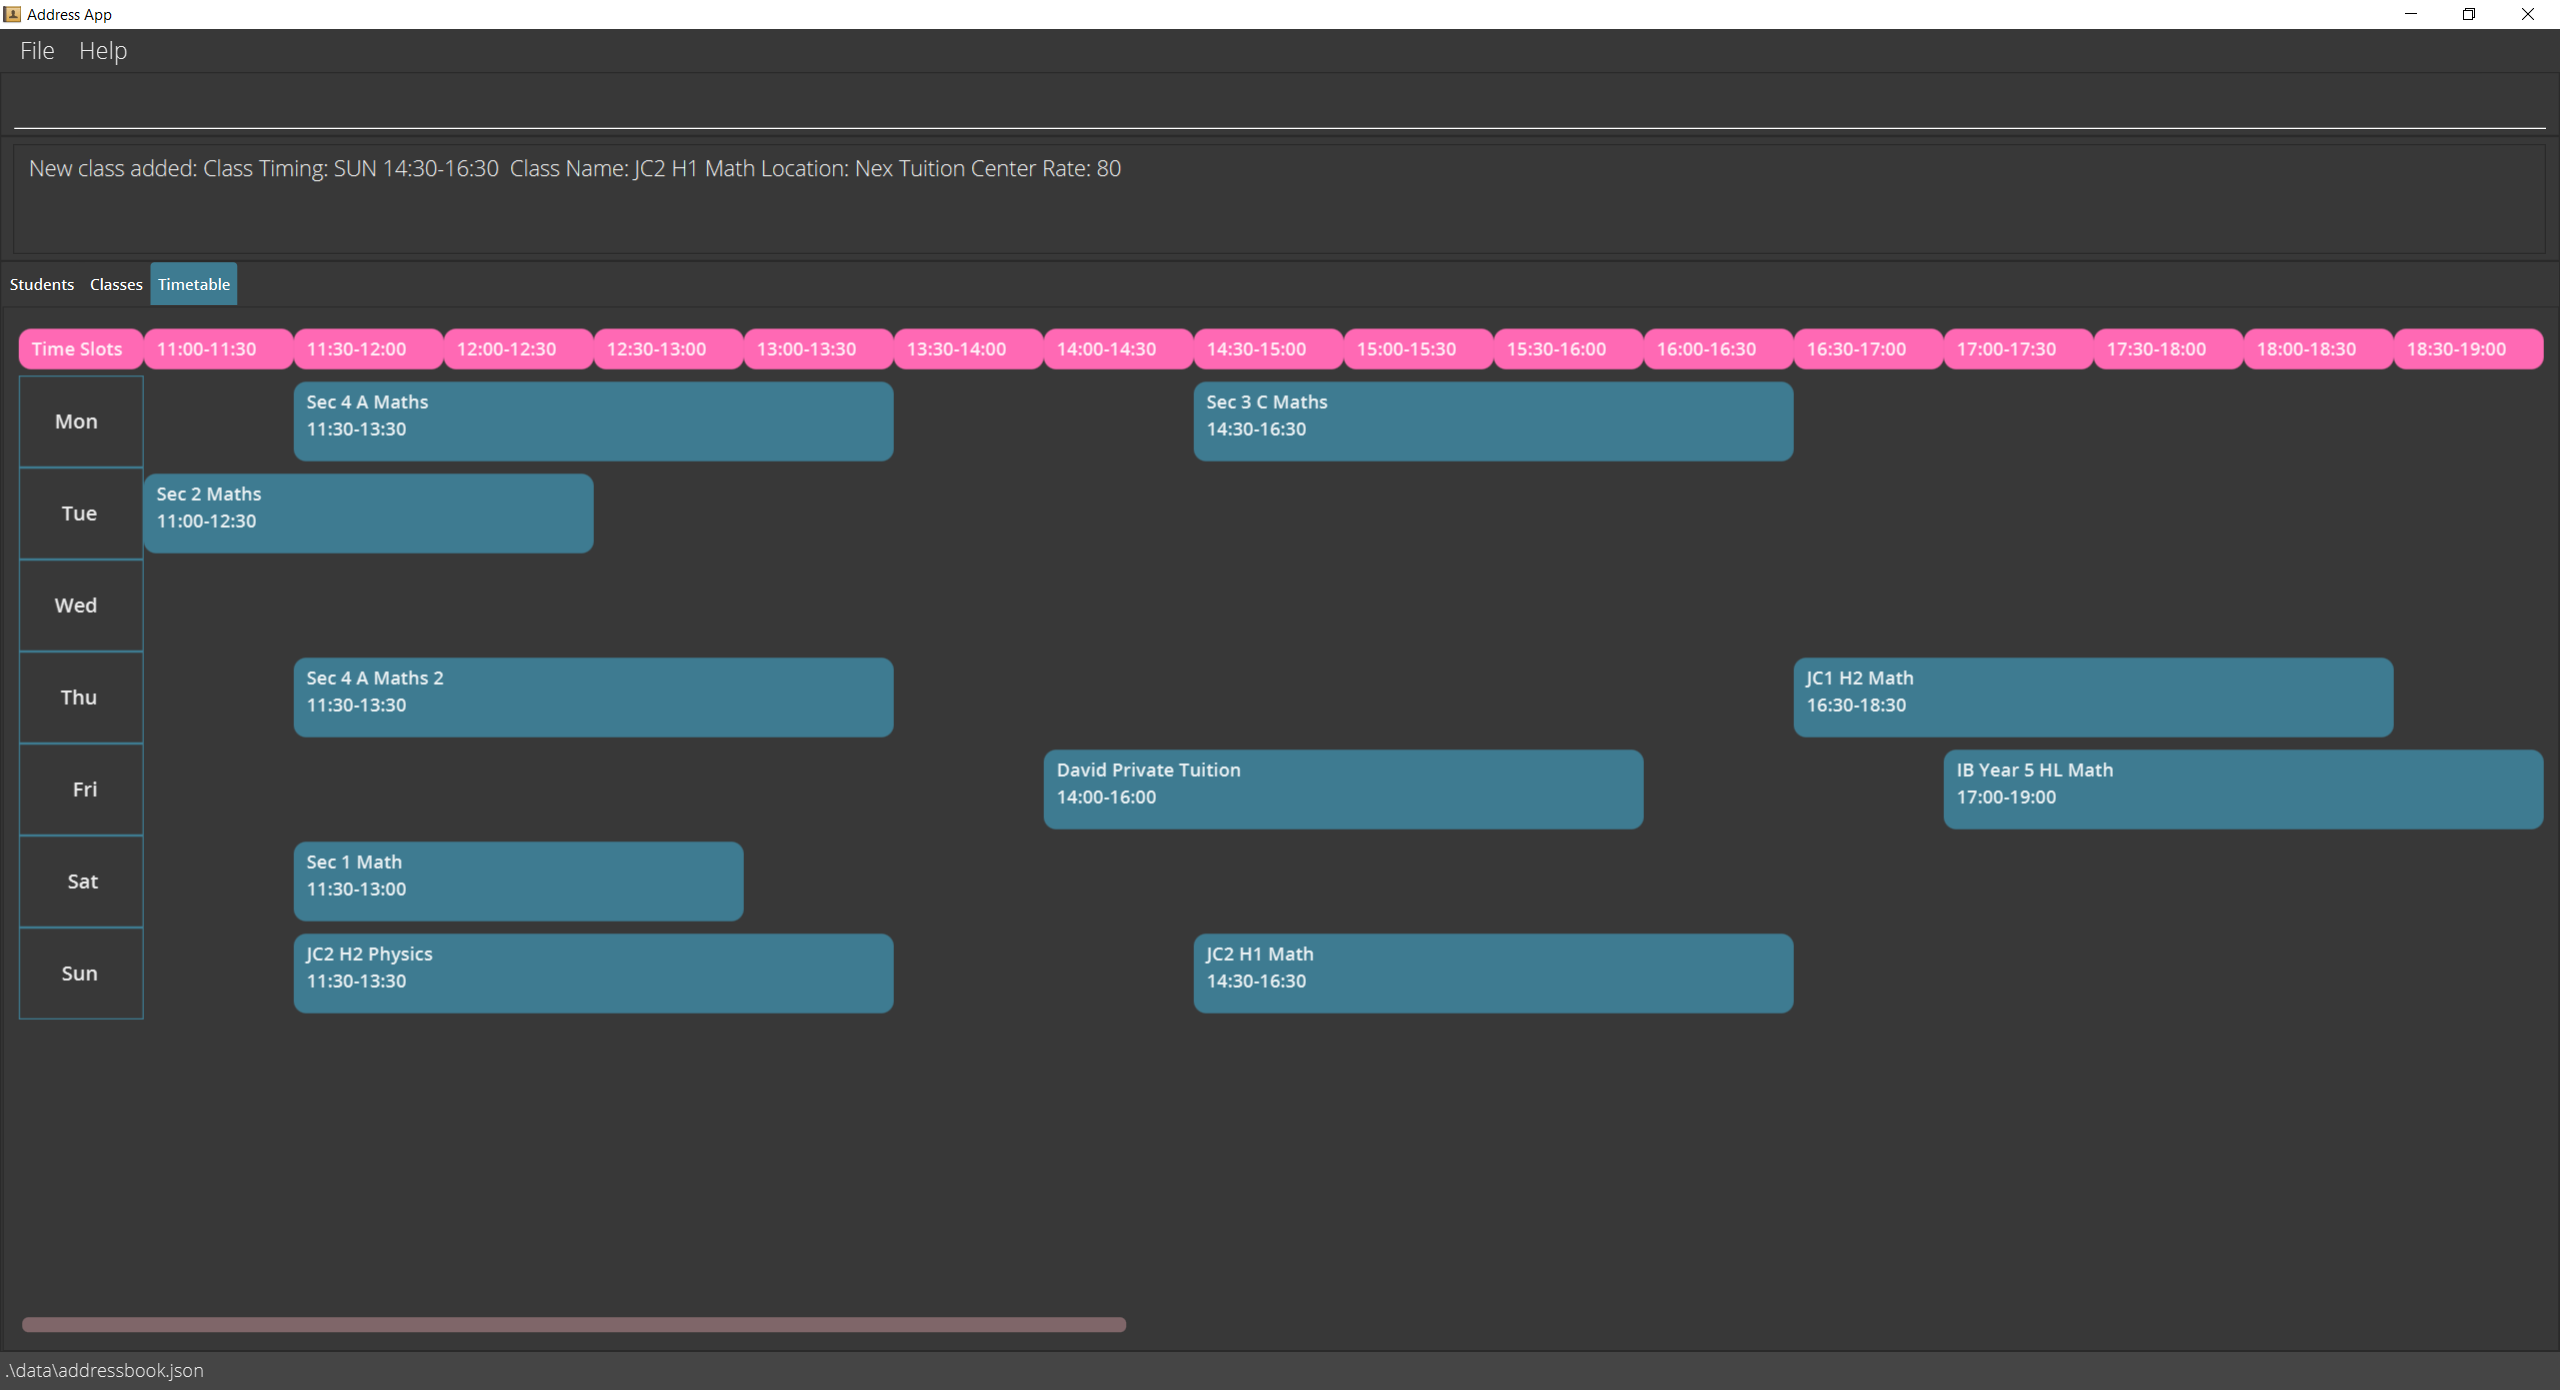 Address App
File Help
New class added: Class Timing: SUN 14:30-16:30  Class Name: JC2 H1 Math Location: Nex Tuition Center Rate: 80
Students Classes Timetable
Time Slots 11:00-11:30 11:30-12:00 12:00-12:30 12:30-13:00 13:00-13:30 13:30-14:00 14:00-14:30 14:30-15:00 15:00-15:30 15:30-16:00 16:00-16:30 16:30-17:00 17:00-17:30 17:30-18:00 18:00-18:30 18:30-19:00
Mon
Sec 4 A Maths
11:30-13:30
Sec 3 C Maths
14:30-16:30
Tue
Sec 2 Maths
11:00-12:30
Wed
Thu
Sec 4 A Maths 2
11:30-13:30
JC1 H2 Math
16:30-18:30
Fri
David Private Tuition
14:00-16:00
IB Year 5 HL Math
17:00-19:00
Sat
Sec 1 Math
11:30-13:00
Sun
JC2 H2 Physics
11:30-13:30
JC2 H1 Math
14:30-16:30
.\data\addressbook.json